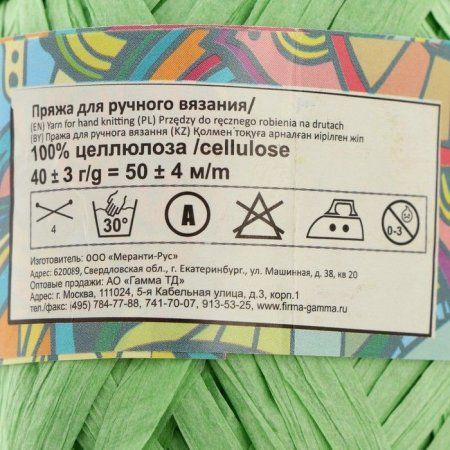 Пряжа для ручного вязания/
(EN) Yarn for hand knitting (PL) Przędzy do ręcznego robienia na drutach
(BY) Пражa для ручнога вязання (KZ) Қолмен тоқуға арналған иірілген жіп
100% целлюлоза /cellulose
40 ± 3 г/g = 50 ± 4 м/m
4 30° A 0-3
Изготовитель: ООО «Меранти-Рус»
Адрес: 620089, Свердловская обл., г. Екатеринбург., ул. Машинная, д. 38, кв 20
Оптовые продажи: АО «Гамма ТД»
Адрес: г. Москва, 111024, 5-я Кабельная улица, д.3, корп.1
тел./факс: (495) 784-77-88, 741-70-07, 913-53-25, www.firma-gamma.ru